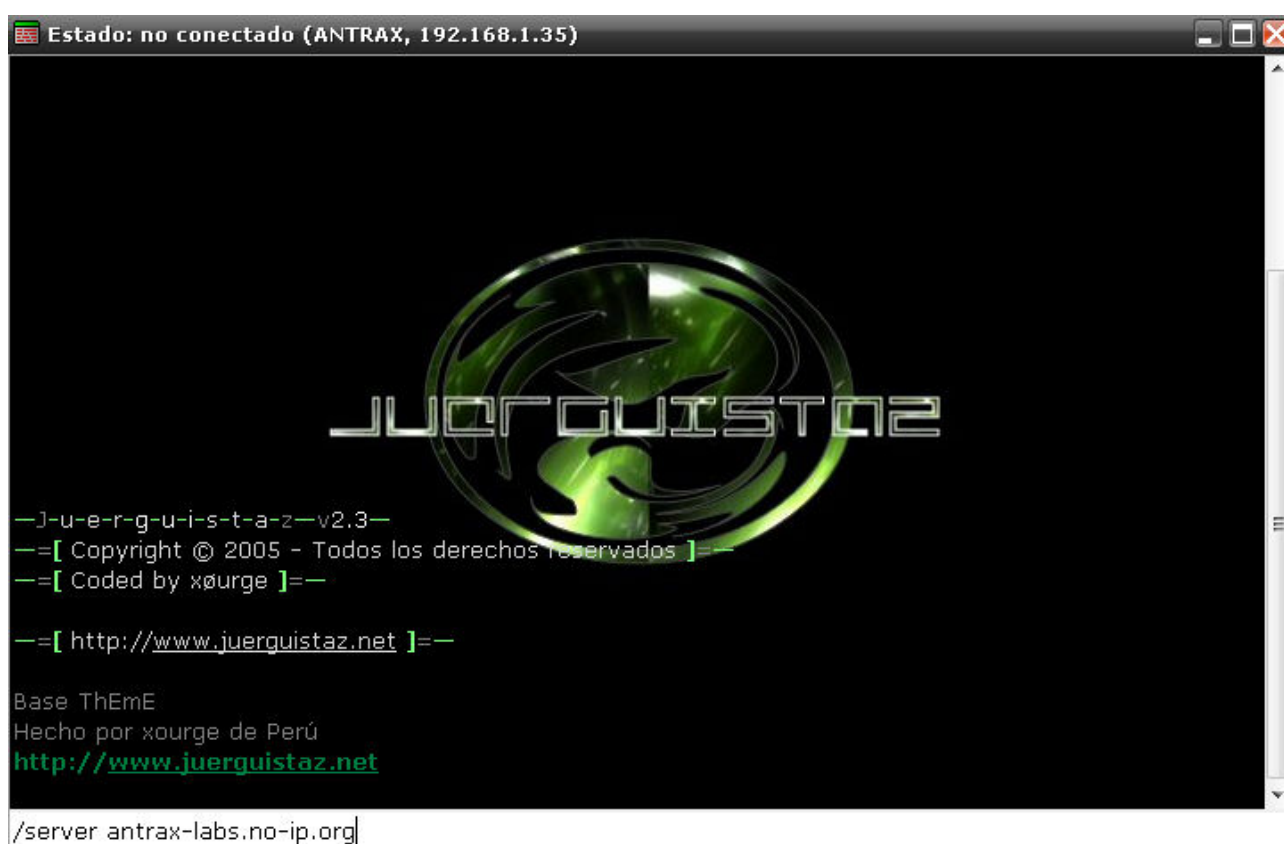 Estado: no conectado (ANTRAX, 192.168.1.35)
JUERGUISTAZ
—J-u-e-r-g-u-i-s-t-a-z—v2.3—
—=[ Copyright © 2005 - Todos los derechos reservados ]=—
—=[ Coded by xøurge ]=—
—=[ http://www.juerguistaz.net ]=—
Base ThEmE
Hecho por xourge de Perú
http://www.juerguistaz.net
/server antrax-labs.no-ip.org